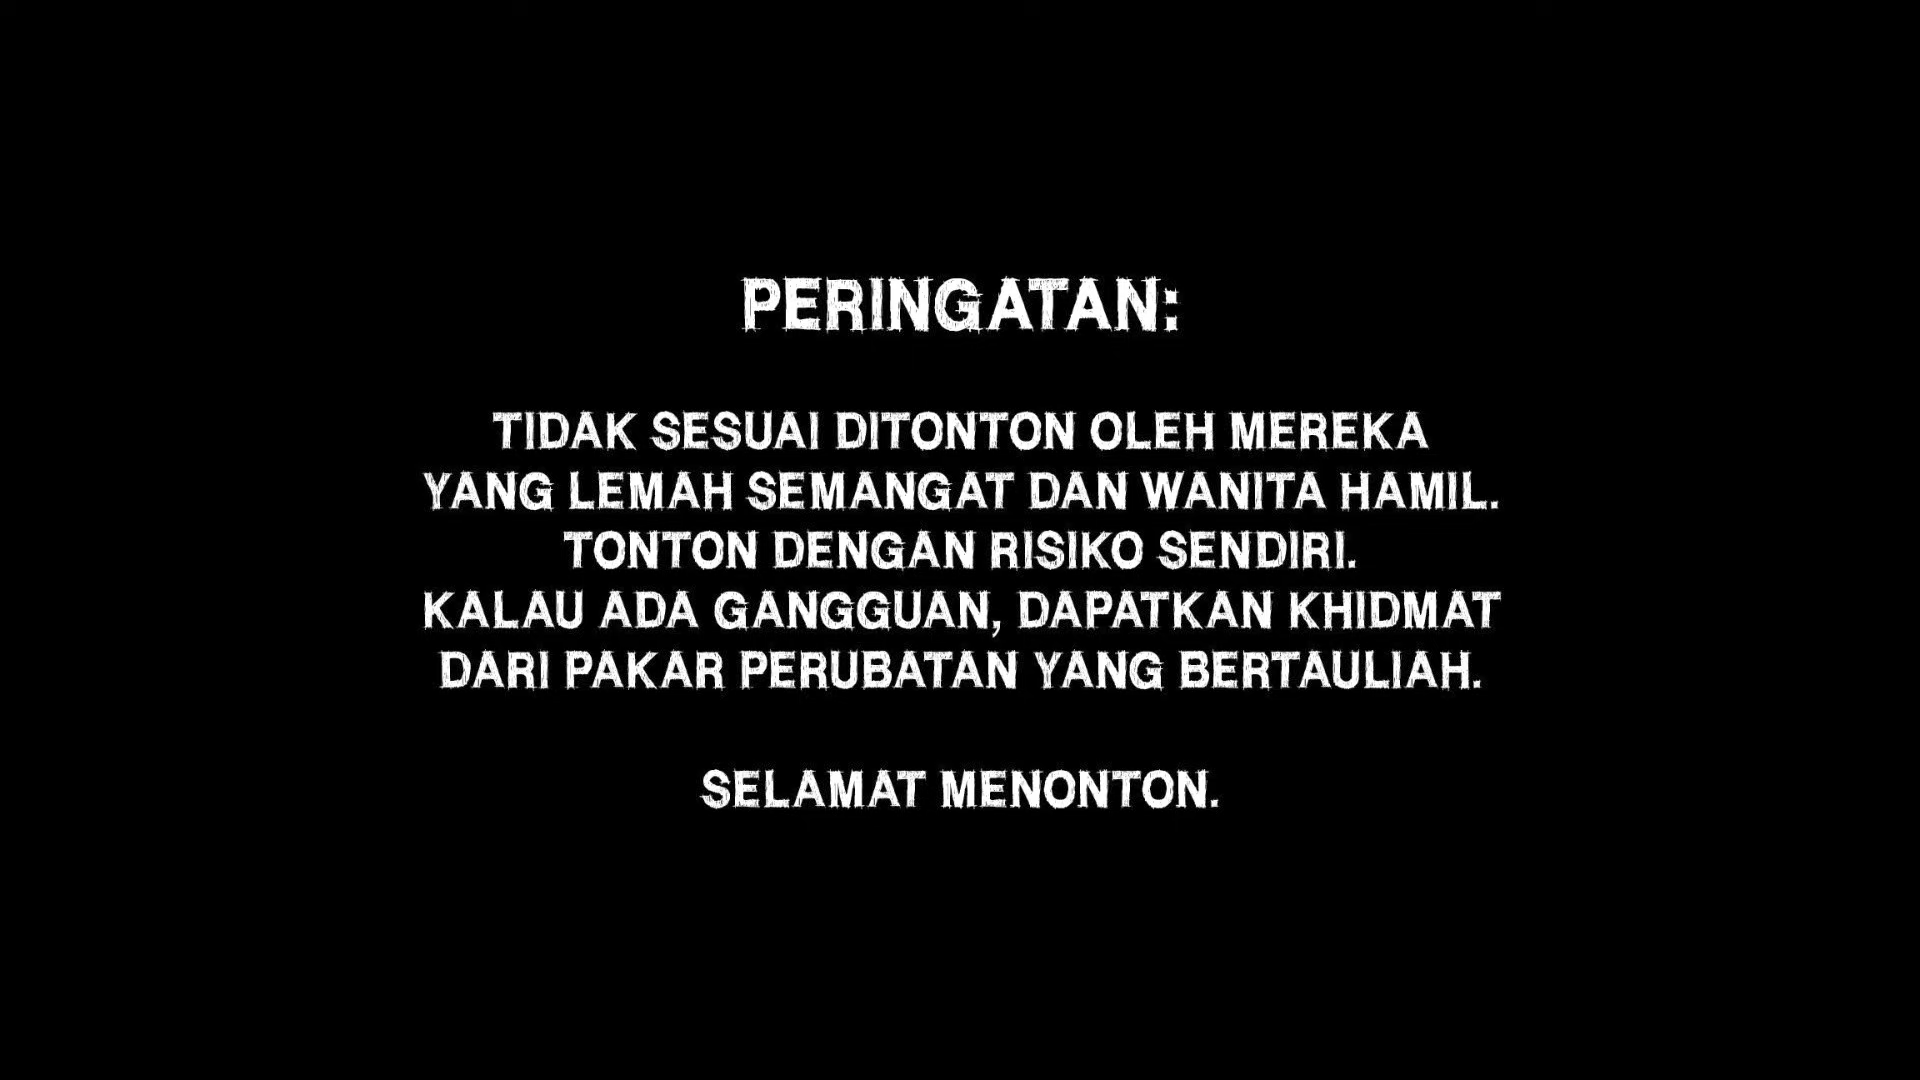 PERINGATAN:
TIDAK SESUAI DITONTON OLEH MEREKA
YANG LEMAH SEMANGAT DAN WANITA HAMIL.
TONTON DENGAN RISIKO SENDIRI.
KALAU ADA GANGGUAN, DAPATKAN KHIDMAT
DARI PAKAR PERUBATAN YANG BERTAULIAH.
SELAMAT MENONTON.